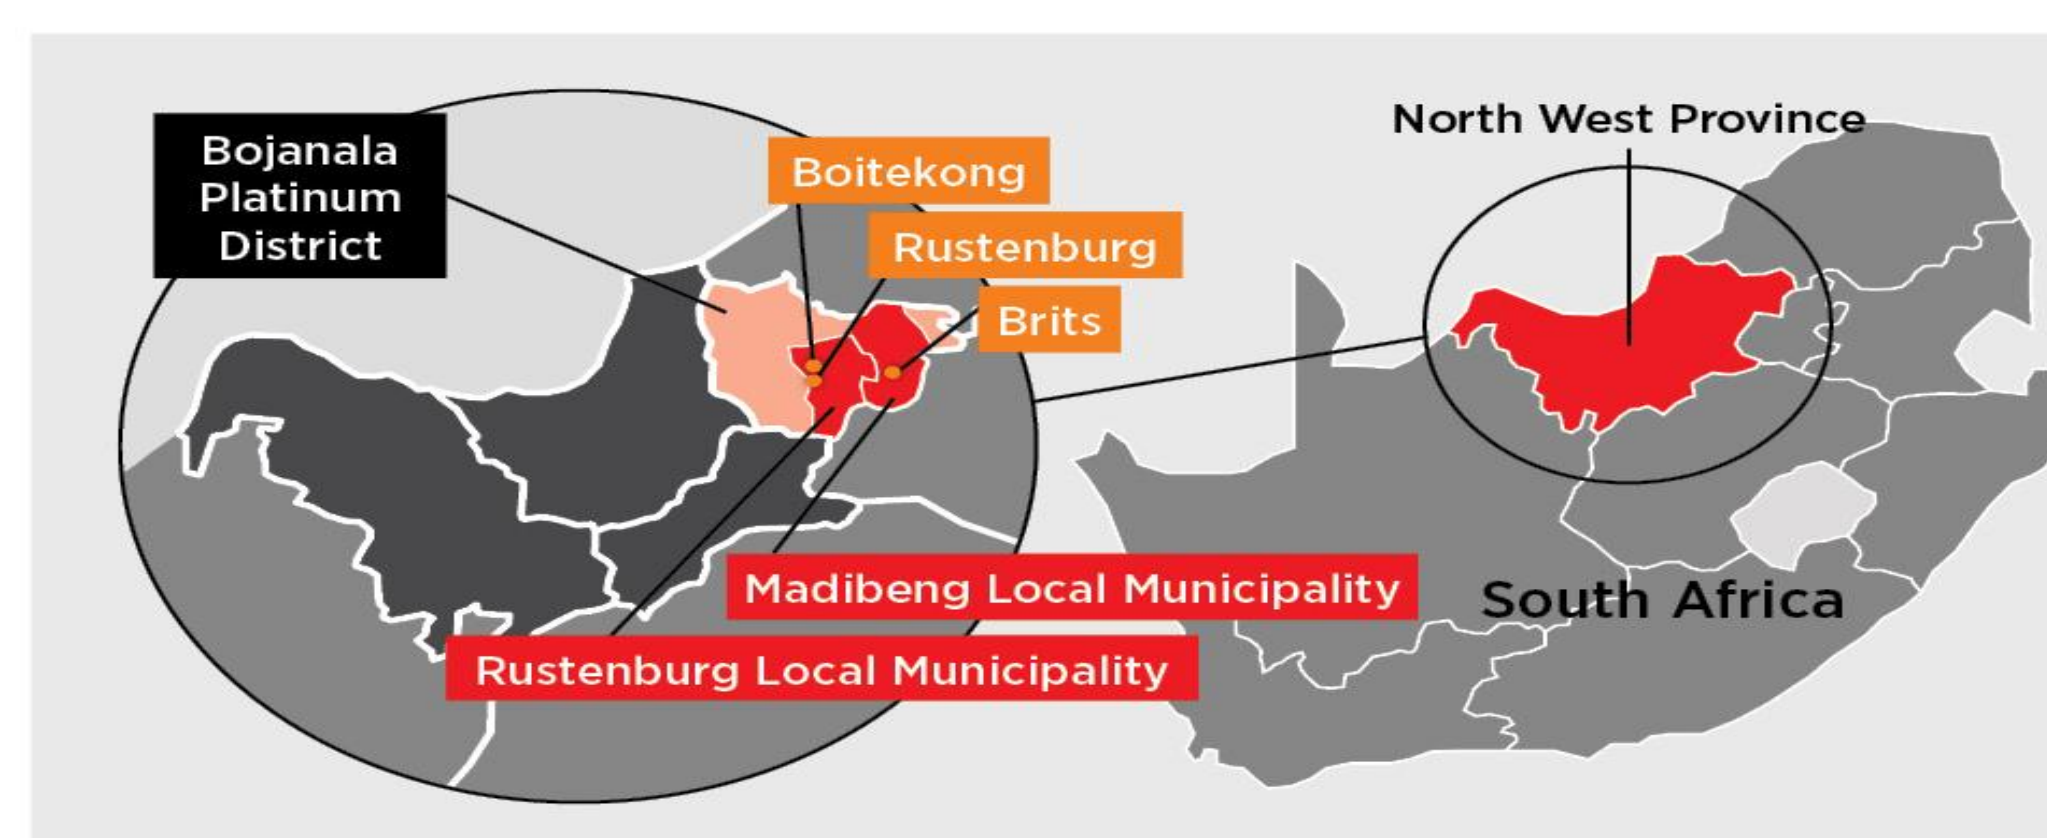 Bojanala
Platinum
District
Boitekong
Rustenburg
Brits
North West Province
Madibeng Local Municipality
Rustenburg Local Municipality
South Africa